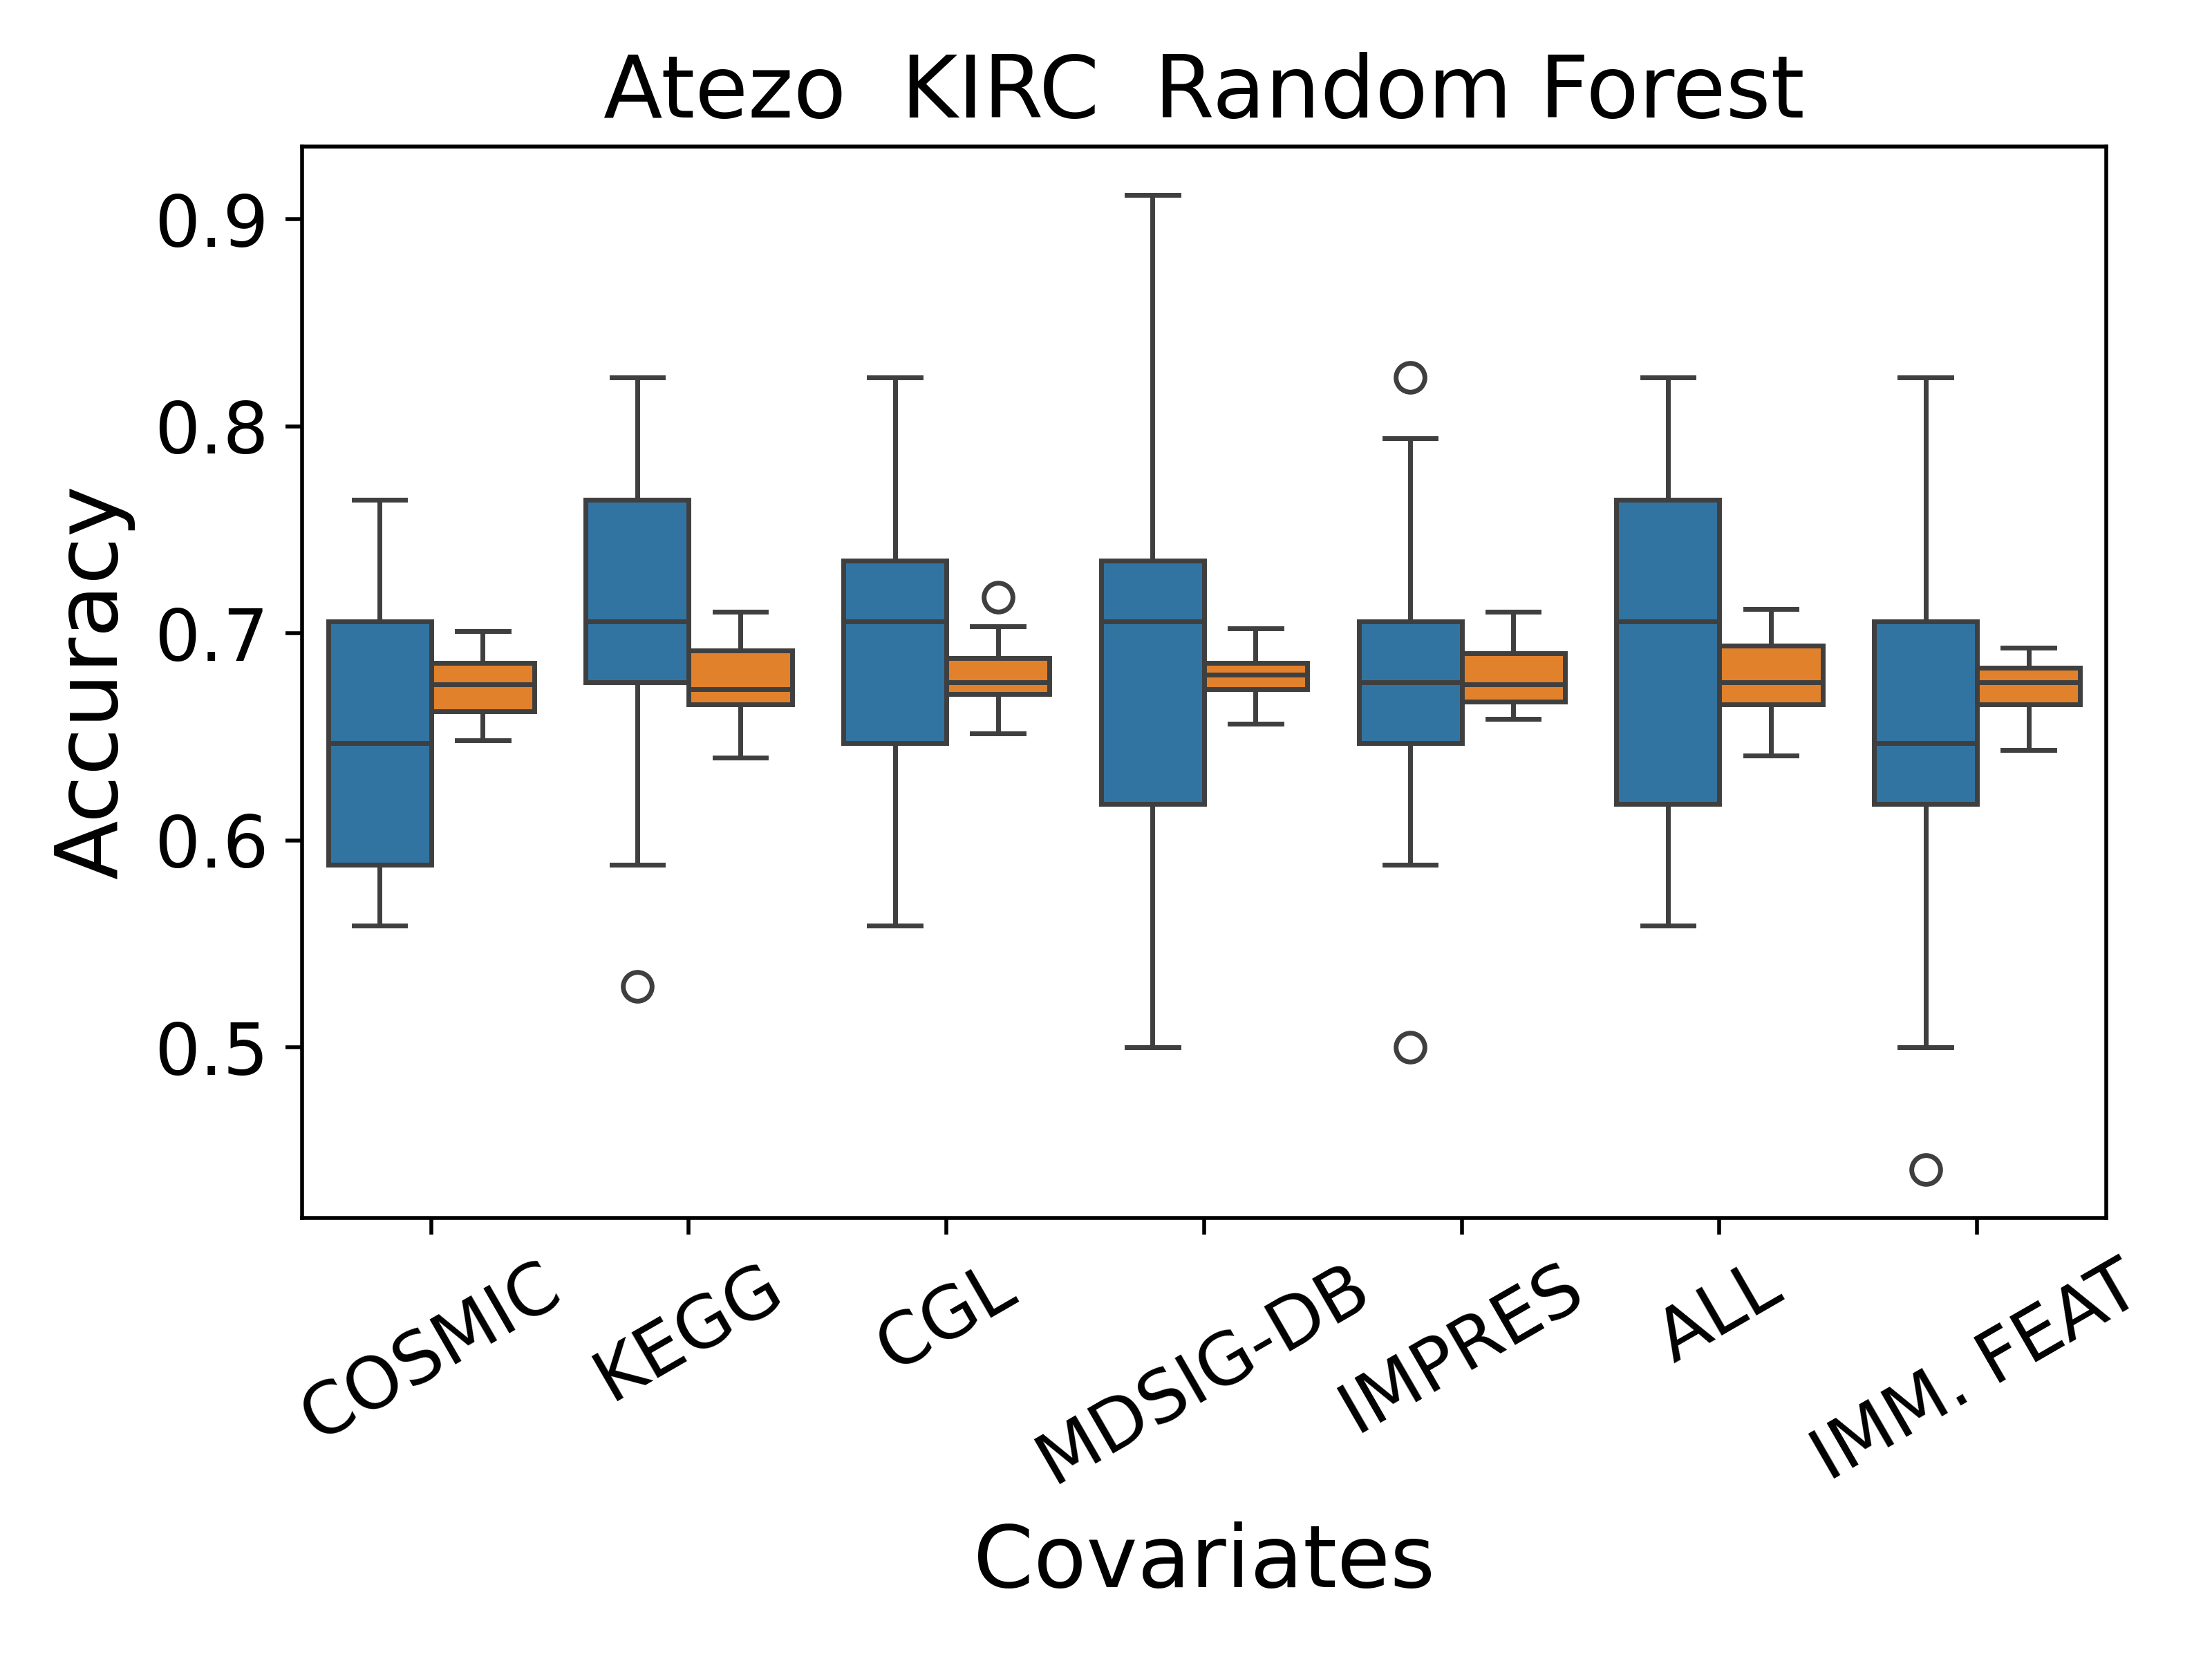 Atezo KIRC Random Forest
Accuracy
0.9
0.8
0.7
0.6
0.5
COSMIC
KEGG
CGL
MDSIG-DB
IMPRES
ALL
IMM. FEAT
Covariates